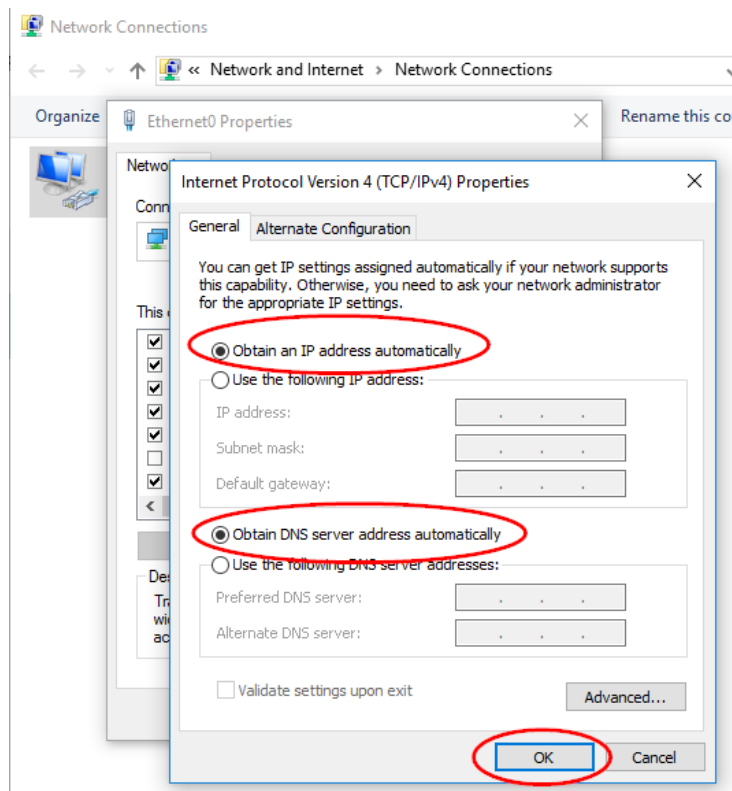 Network Connections
« Network and Internet > Network Connections
Organize
Rename this co
Ethernet0 Properties
Netwo
Conn
This
Internet Protocol Version 4 (TCP/IPv4) Properties
General Alternate Configuration
You can get IP settings assigned automatically if your network supports
this capability. Otherwise, you need to ask your network administrator
for the appropriate IP settings.
Obtain an IP address automatically
Use the following IP address:
IP address:
Subnet mask:
Default gateway:
Obtain DNS server address automatically
Use the following DNS server addresses:
Preferred DNS server:
Alternate DNS server:
Validate settings upon exit
Advanced...
OK Cancel
De
Tr
wi
ac